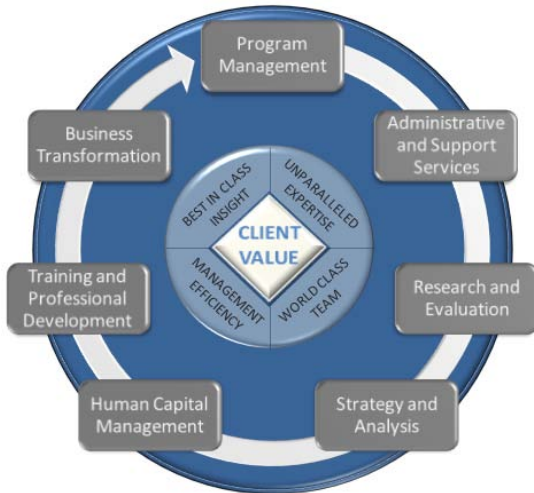 Program
Management
Administrative
and Support
Services
Research and
Evaluation
Strategy and
Analysis
Human Capital
Management
Training and
Professional
Development
Business
Transformation
BEST IN CLASS
INSIGHT
UNPARALLELED
EXPERTISE
WORLD CLASS
TEAM
MANAGEMENT
EFFICIENCY
CLIENT
VALUE